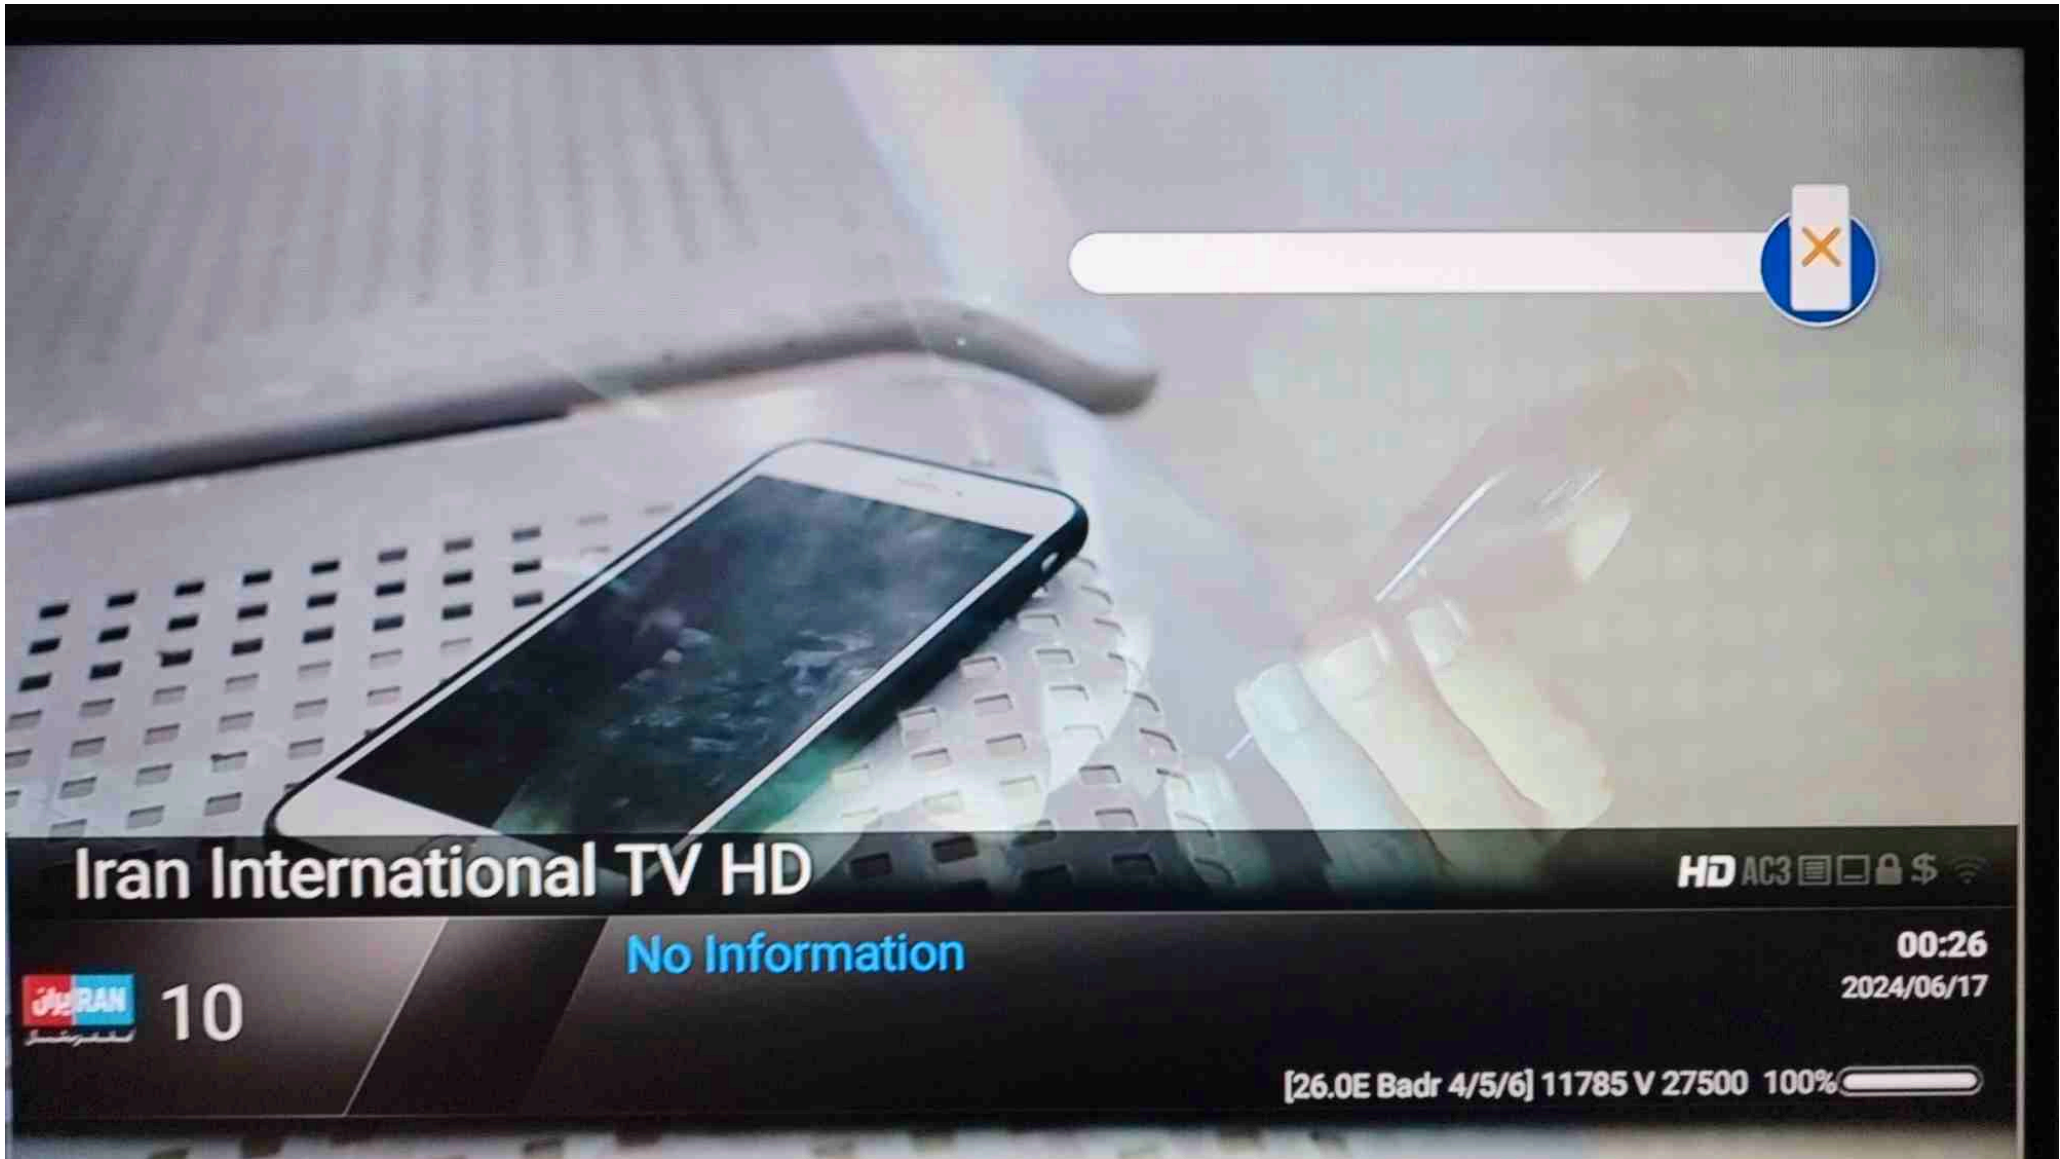 Iran International TV HD
HD AC3 $
No Information
00:26
2024/06/17
ایران IRAN
10
[26.0E Badr 4/5/6] 11785 V 27500 100%